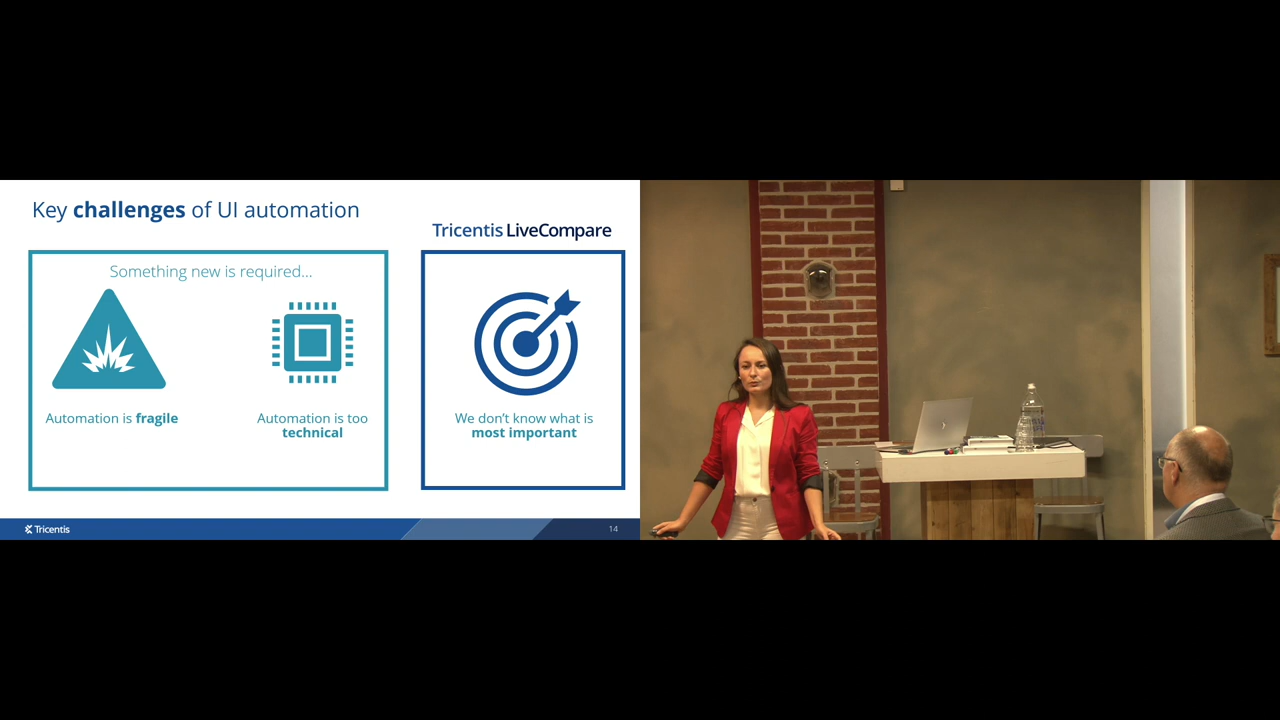 Key challenges of UI automation
Tricentis LiveCompare
Something new is required...
Automation is fragile
Automation is too
technical
We don't know what is
most important
Tricentis
14